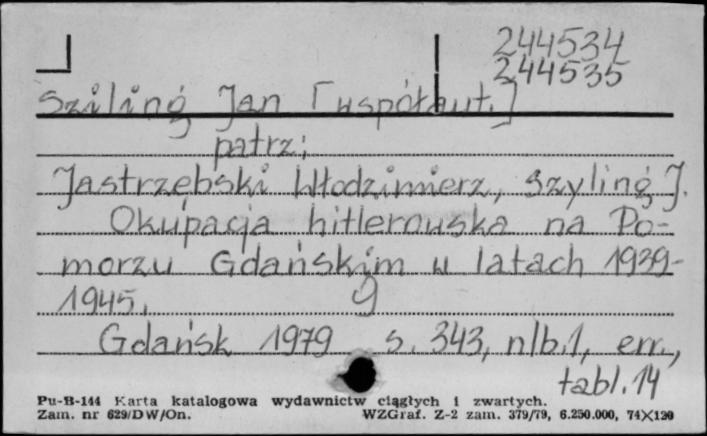 244534
244535
Sziling Jan [współaut.]
patrz:
Jastrzębski Włodzimierz, Szyling J.
Okupacja hitlerowska na Po-
morzu Gdańskim w latach 1939-
1945.
Gdańsk 1979 s. 343, nlb. 1, err.,
tabl. 14
Pu-B-144 Karta katalogowa wydawnictw ciągłych i zwartych.
Zam. nr 629/DW/On. WZGraf. Z-2 zam. 379/79, 6.250.000, 74X120